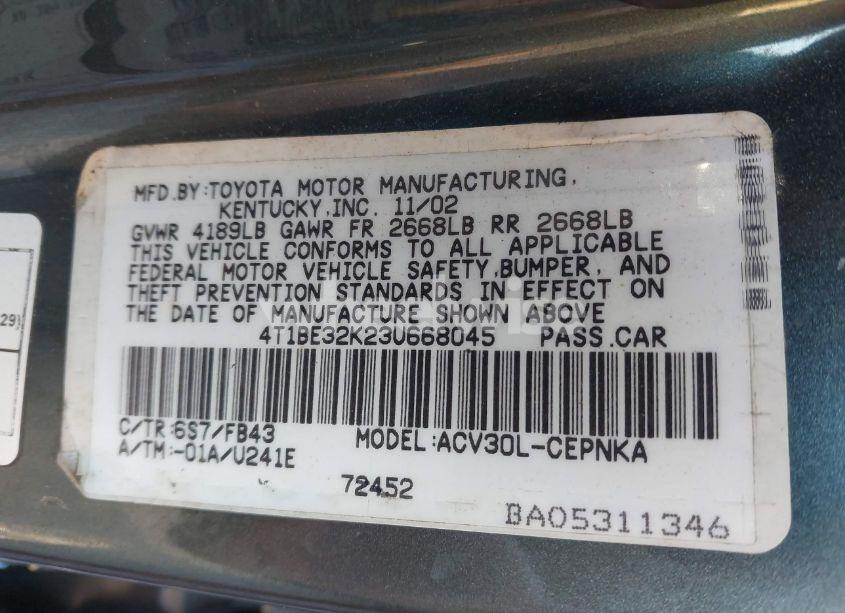 MFD.BY:TOYOTA MOTOR MANUFACTURING,
KENTUCKY,INC. 11/02
GVWR 4189LB GAWR FR 2668LB RR 2668LB
THIS VEHICLE CONFORMS TO ALL APPLICABLE
FEDERAL MOTOR VEHICLE SAFETY,BUMPER, AND
THEFT PREVENTION STANDARDS IN EFFECT ON
THE DATE OF MANUFACTURE SHOWN ABOVE
4T1BE32K23U668045 PASS.CAR
C/TR:6S7/FB43 MODEL:ACV30L-CEPNKA
A/TM:-01A/U241E
72452
BA05311346
29)